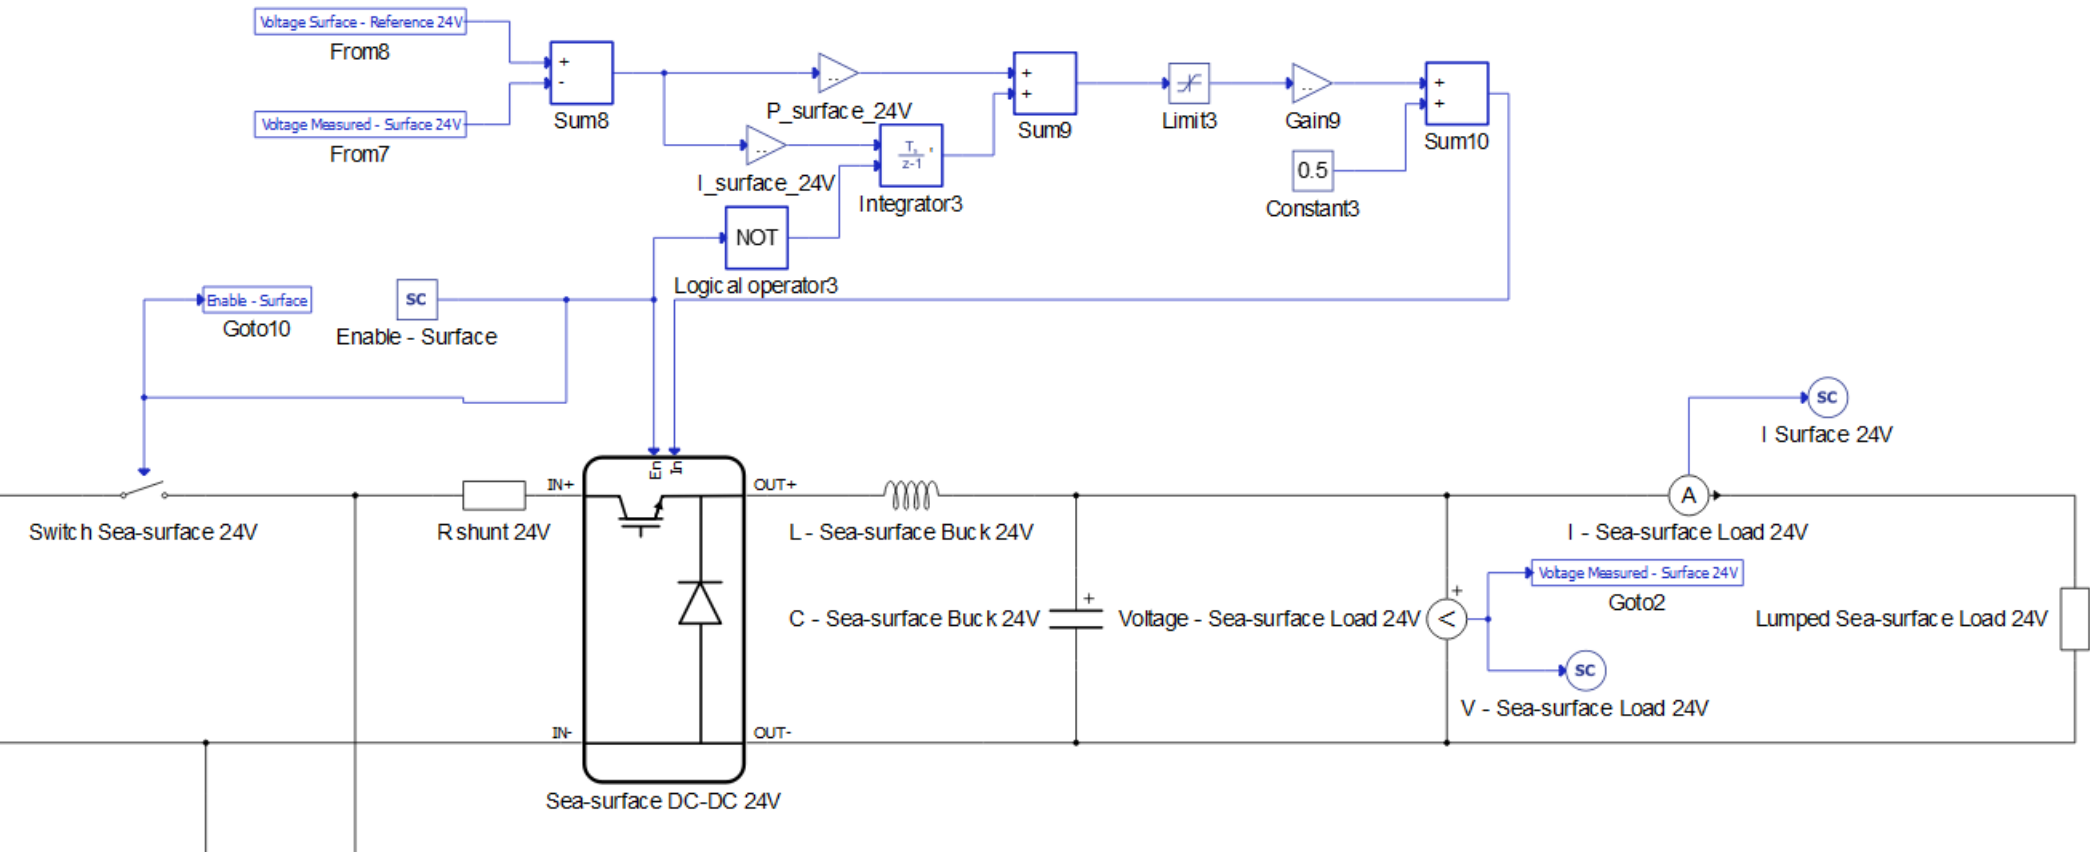 Voltage Surface - Reference 24V
From8
Voltage Measured - Surface 24V
From7
+
-
Sum8
..
P_surface_24V
..
I_surface_24V
Ts
z-1
Integrator3
NOT
Logical operator3
+
+
Sum9
Limit3
..
Gain9
0.5
Constant3
+
+
Sum10
Enable - Surface
Goto10
SC
Enable - Surface
SC
I Surface 24V
En
In
IN+
OUT+
A
Switch Sea-surface 24V
R shunt 24V
L - Sea-surface Buck 24V
I - Sea-surface Load 24V
Voltage Measured - Surface 24V
Goto2
+
+
C - Sea-surface Buck 24V
Voltage - Sea-surface Load 24V
V
Lumped Sea-surface Load 24V
SC
V - Sea-surface Load 24V
IN-
OUT-
Sea-surface DC-DC 24V